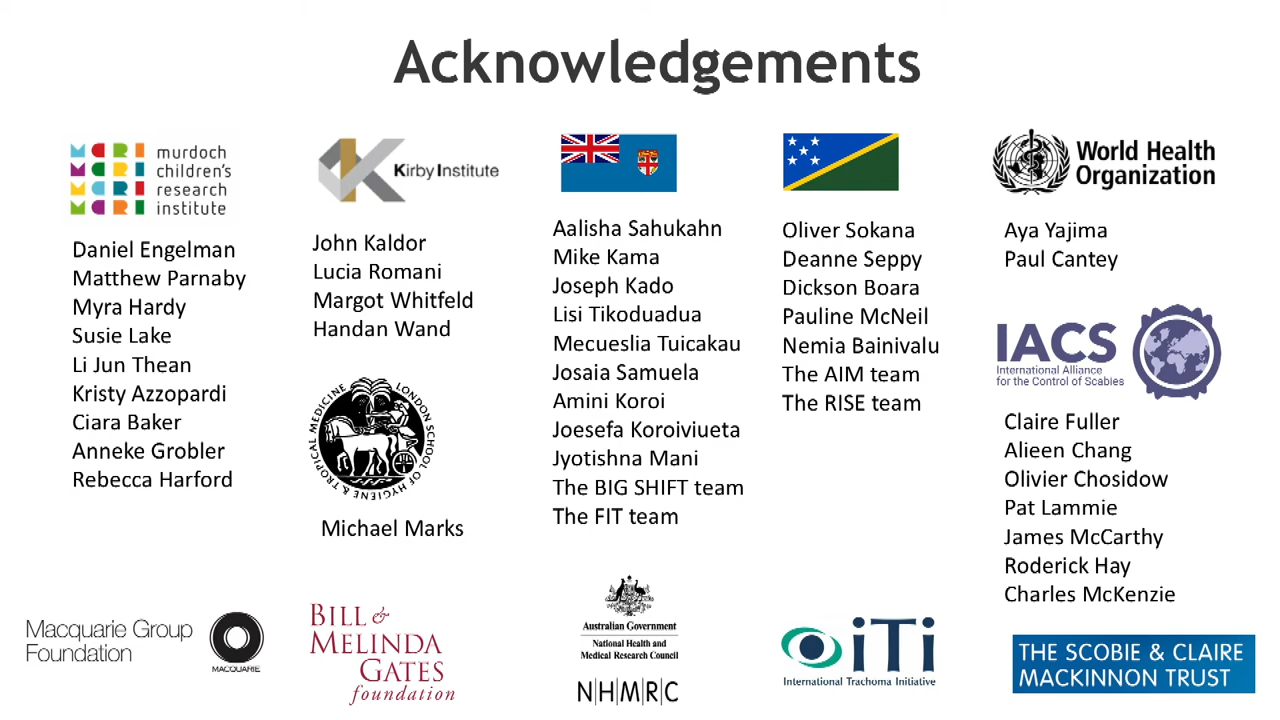 Acknowledgements
MCRI
MCRI
MCRI
MCRI
murdoch
children's
research
institute
Daniel Engelman
Matthew Parnaby
Myra Hardy
Susie Lake
Li Jun Thean
Kristy Azzopardi
Ciara Baker
Anneke Grobler
Rebecca Harford
K
Kirby Institute
John Kaldor
Lucia Romani
Margot Whitfeld
Handan Wand
LONDON SCHOOL OF HYGIENE & TROPICAL MEDICINE
Michael Marks
Aalisha Sahukahn
Mike Kama
Joseph Kado
Lisi Tikoduadua
Mecueslia Tuicakau
Josaia Samuela
Amini Koroi
Joesefa Koroiviueta
Jyotishna Mani
The BIG SHIFT team
The FIT team
Oliver Sokana
Deanne Seppy
Dickson Boara
Pauline McNeil
Nemia Bainivalu
The AIM team
The RISE team
World Health
Organization
Aya Yajima
Paul Cantey
IACS
International Alliance
for the Control of Scabies
Claire Fuller
Alieen Chang
Olivier Chosidow
Pat Lammie
James McCarthy
Roderick Hay
Charles McKenzie
Macquarie Group
Foundation
MACQUARIE
BILL &
MELINDA
GATES
foundation
Australian Government
National Health and
Medical Research Council
NHMRC
iTi
International Trachoma Initiative
THE SCOBIE & CLAIRE
MACKINNON TRUST